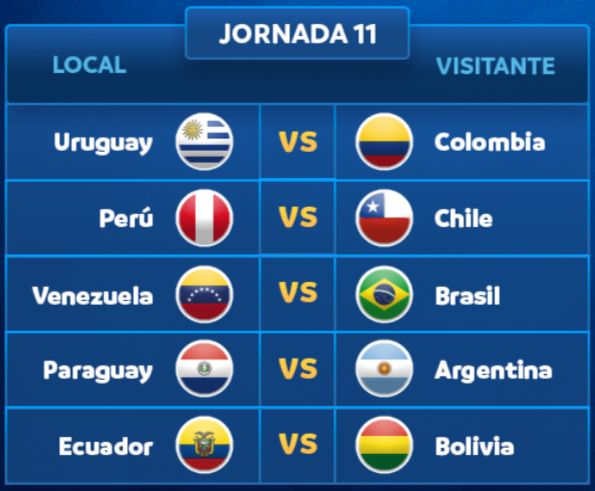 JORNADA 11
LOCAL VISITANTE
Uruguay VS Colombia
Perú VS Chile
Venezuela VS Brasil
Paraguay VS Argentina
Ecuador VS Bolivia